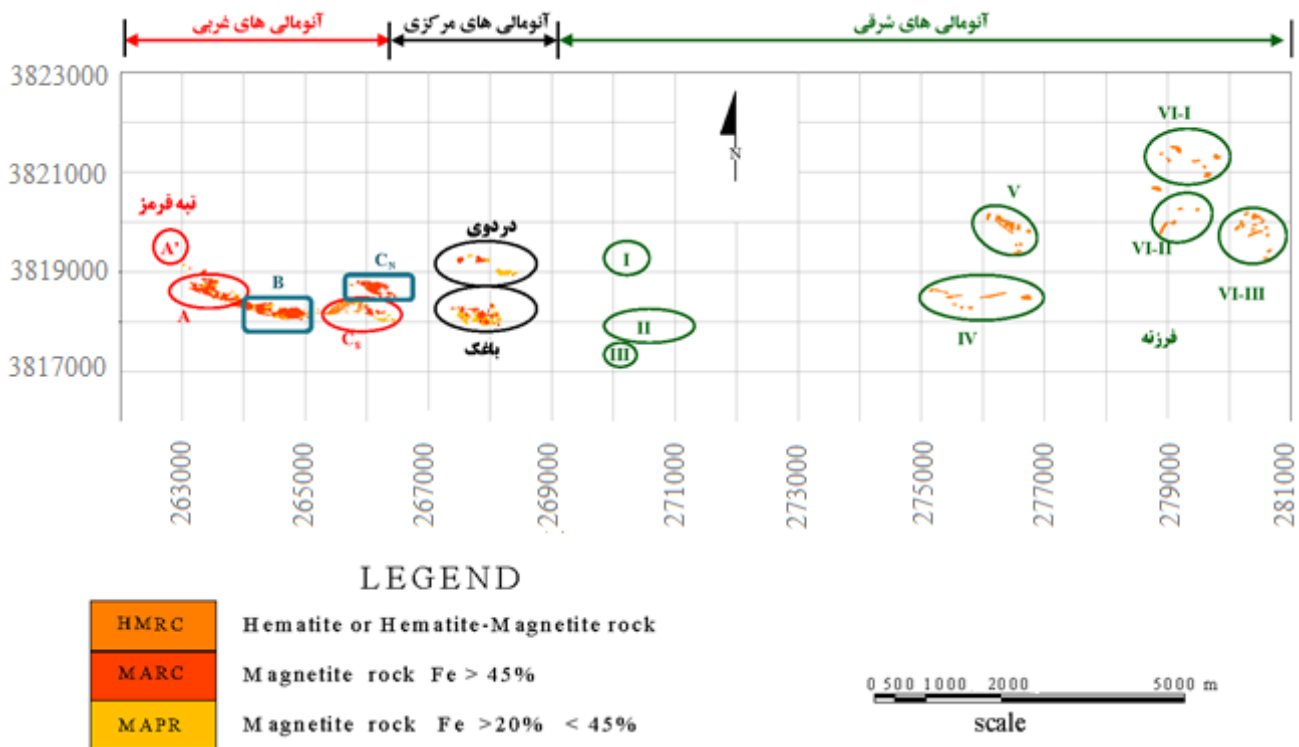 آنومالی های غربی
آنومالی های مرکزی
آنومالی های شرقی
3823000
3821000
3819000
3817000
N
تپه قرمز
A'
A
B
C_N
C_S
دردوی
باغک
I
II
III
IV
V
VI-I
VI-II
VI-III
فرزنه
263000
265000
267000
269000
271000
273000
275000
277000
279000
281000
LEGEND
HMRC Hematite or Hematite-Magnetite rock
MARC Magnetite rock Fe > 45%
MAPR Magnetite rock Fe >20% < 45%
0 500 1000 2000 5000 m
scale